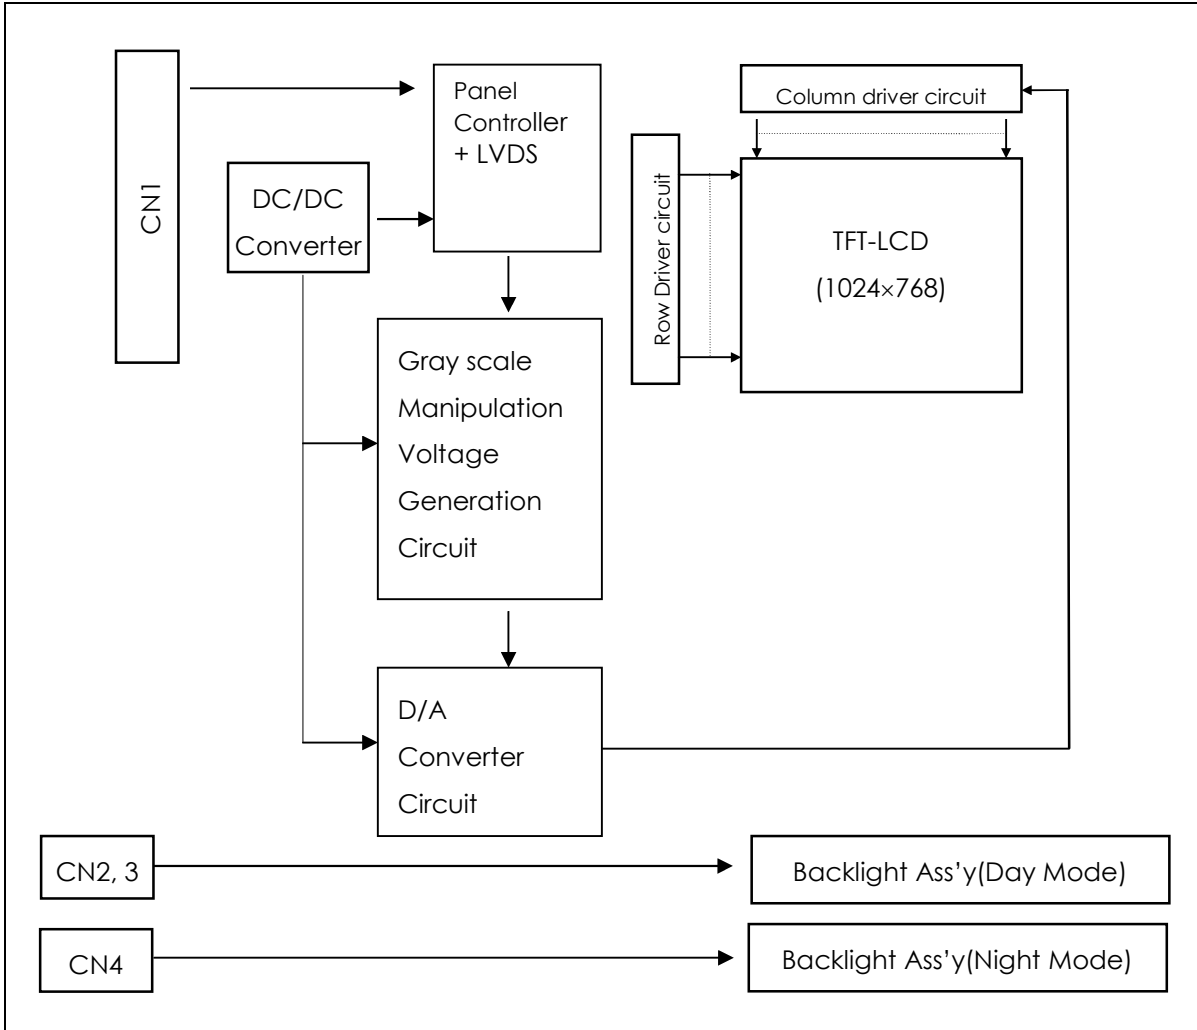 CN1
Panel
Controller
+ LVDS
DC/DC
Converter
Gray scale
Manipulation
Voltage
Generation
Circuit
D/A
Converter
Circuit
Column driver circuit
Row Driver circuit
TFT-LCD
(1024×768)
CN2, 3
Backlight Ass’y(Day Mode)
CN4
Backlight Ass’y(Night Mode)